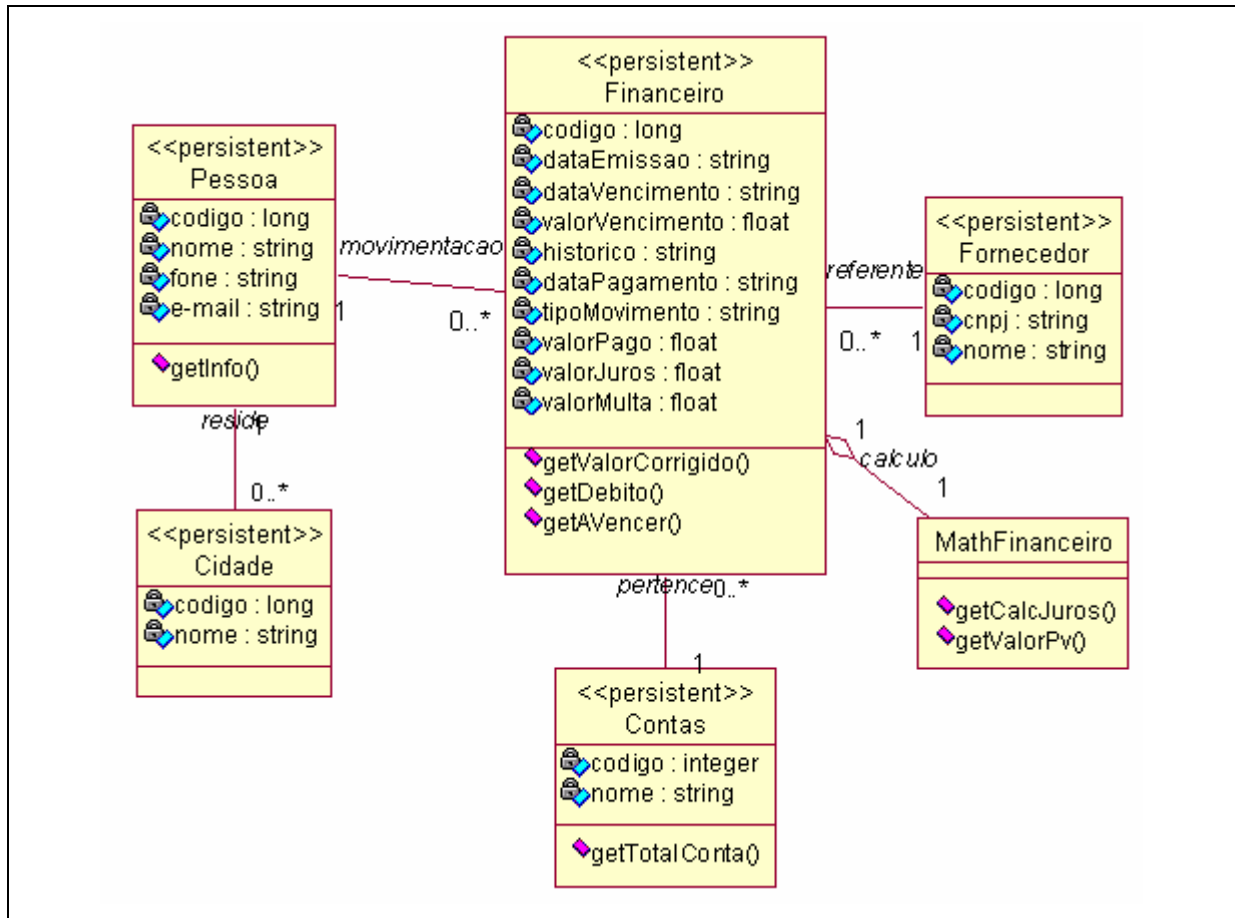 <<persistent>>
Financeiro
codigo : long
dataEmissao : string
dataVencimento : string
valorVencimento : float
historico : string
dataPagamento : string
tipoMovimento : string
valorPago : float
valorJuros : float
valorMulta : float
getValorCorrigido()
getDebito()
getAVencer()
<<persistent>>
Pessoa
codigo : long
nome : string
fone : string
e-mail : string
getInfo()
movimentacao
1
0..*
<<persistent>>
Fornecedor
codigo : long
cnpj : string
nome : string
referente
0..*
1
reside
1
0..*
<<persistent>>
Cidade
codigo : long
nome : string
1
calculo
1
MathFinanceiro
getCalcJuros()
getValorPv()
pertence
0..*
1
<<persistent>>
Contas
codigo : integer
nome : string
getTotalConta()